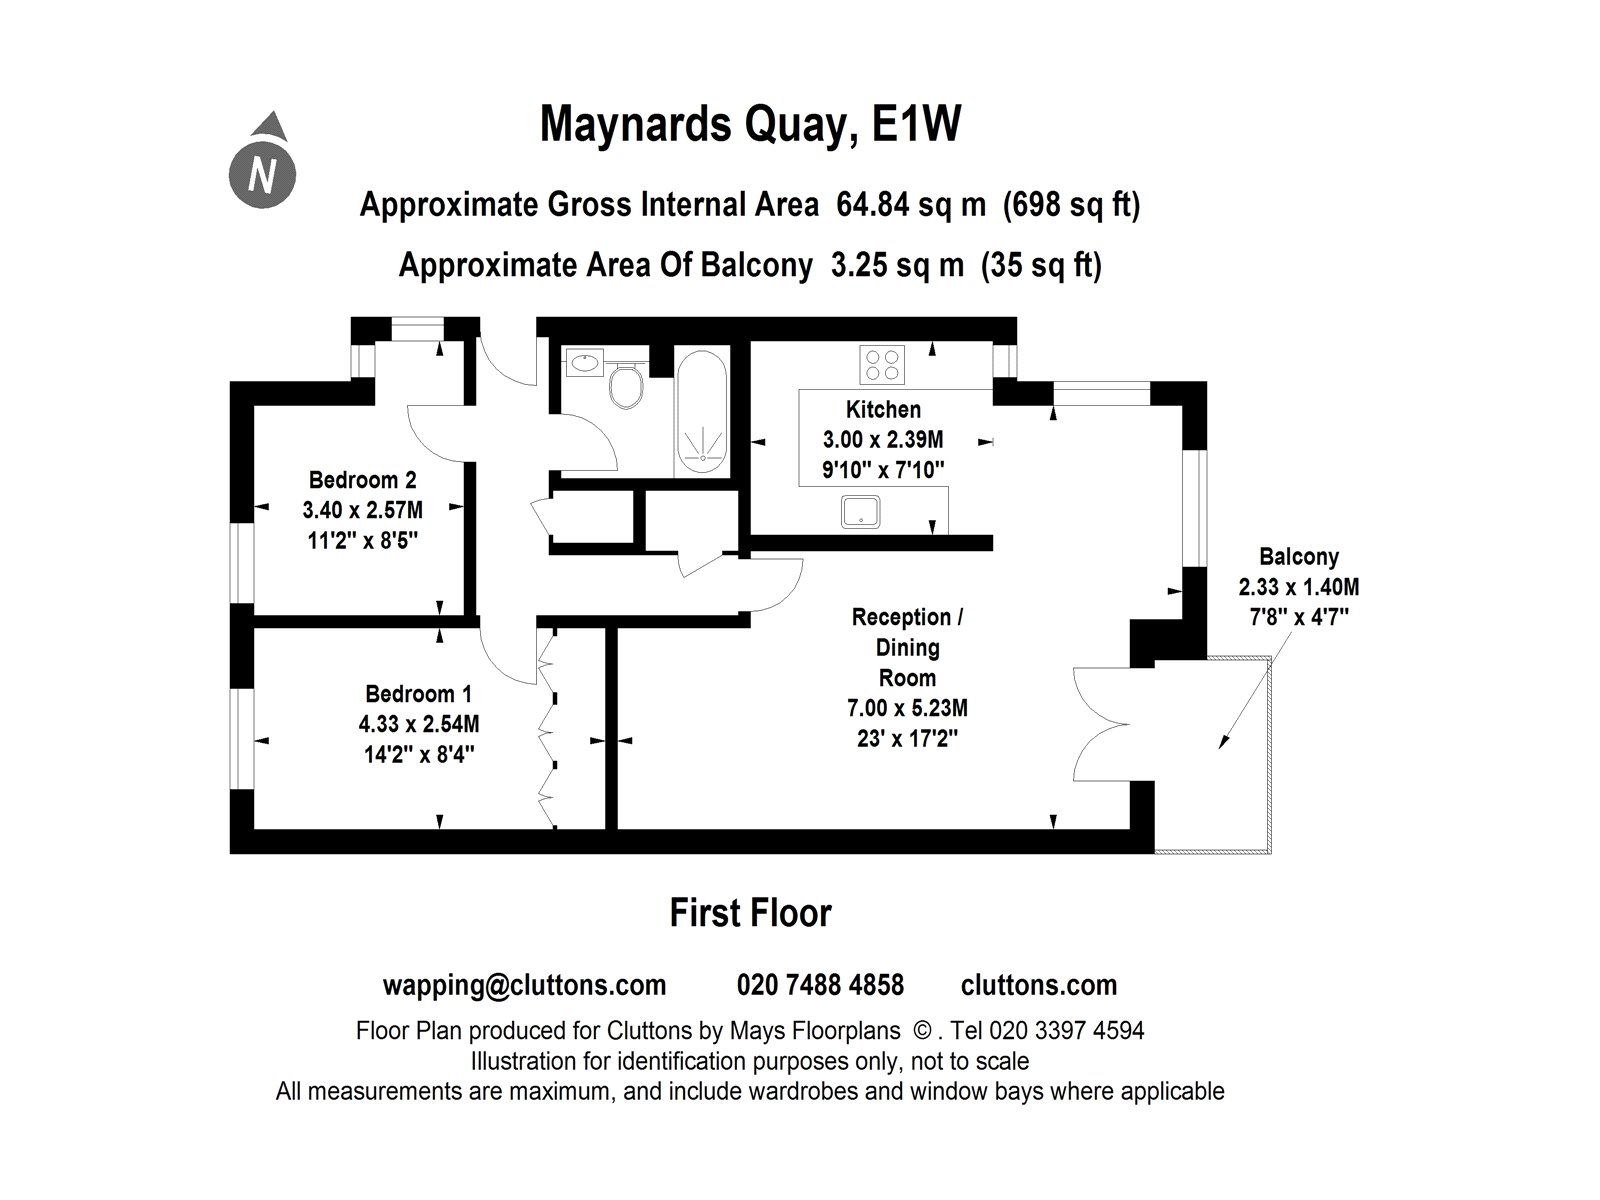 N
Maynards Quay, E1W
Approximate Gross Internal Area 64.84 sq m (698 sq ft)
Approximate Area Of Balcony 3.25 sq m (35 sq ft)
Kitchen
3.00 x 2.39M
9'10" x 7'10"
Bedroom 2
3.40 x 2.57M
11'2" x 8'5"
Balcony
2.33 x 1.40M
7'8" x 4'7"
Reception /
Dining
Room
7.00 x 5.23M
23' x 17'2"
Bedroom 1
4.33 x 2.54M
14'2" x 8'4"
First Floor
wapping@cluttons.com 020 7488 4858 cluttons.com
Floor Plan produced for Cluttons by Mays Floorplans © . Tel 020 3397 4594
Illustration for identification purposes only, not to scale
All measurements are maximum, and include wardrobes and window bays where applicable